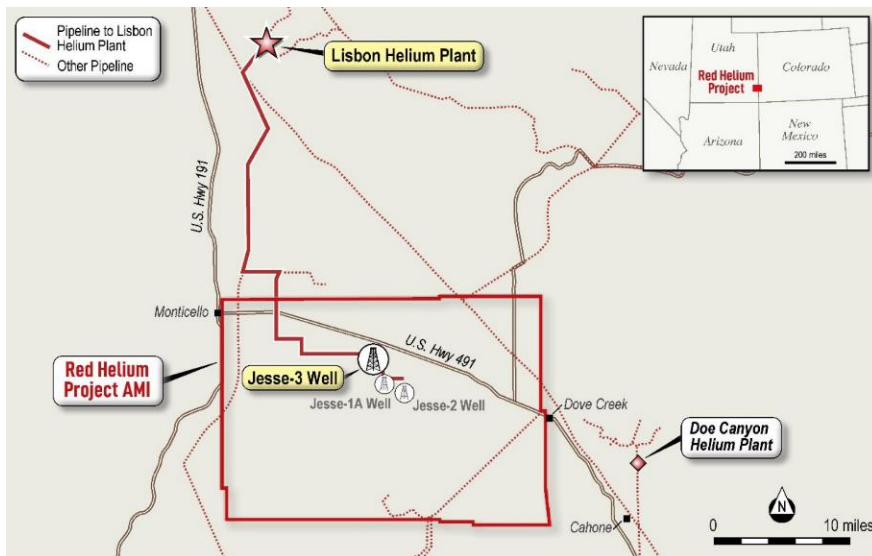 Pipeline to Lisbon
Helium Plant
Other Pipeline
Lisbon Helium Plant
Utah
Nevada
Colorado
Red Helium
Project
Arizona
New
Mexico
200 miles
U.S. Hwy 191
Monticello
U.S. Hwy 491
Red Helium
Project AMI
Jesse-3 Well
Jesse-1A Well
Jesse-2 Well
Dove Creek
Doe Canyon
Helium Plant
Cahone
N
0
10 miles